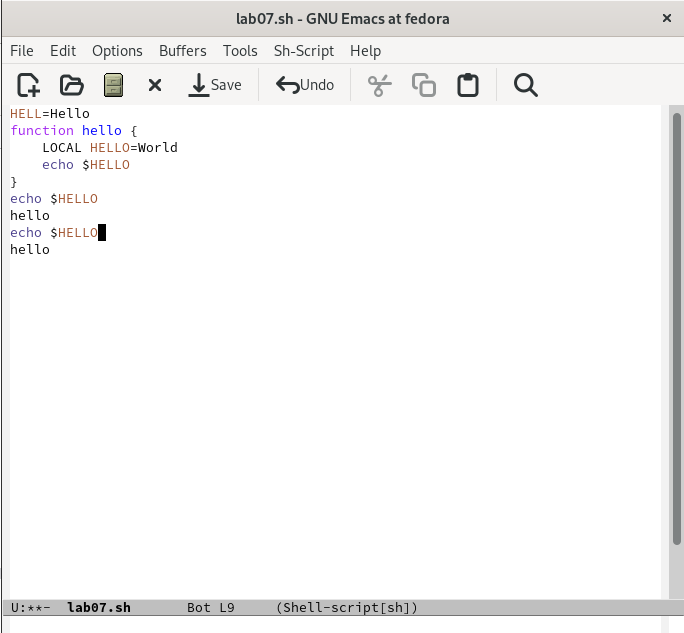 lab07.sh - GNU Emacs at fedora
File Edit Options Buffers Tools Sh-Script Help
Save Undo
HELL=Hello
function hello {
    LOCAL HELLO=World
    echo $HELLO
}
echo $HELLO
hello
echo $HELLO
hello
U:**- lab07.sh Bot L9 (Shell-script[sh])